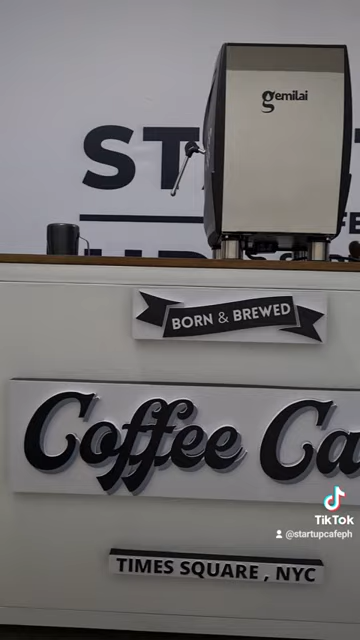 gemilai
ST
BORN & BREWED
Coffee Ca
TIMES SQUARE , NYC
TikTok
@startupcafeph